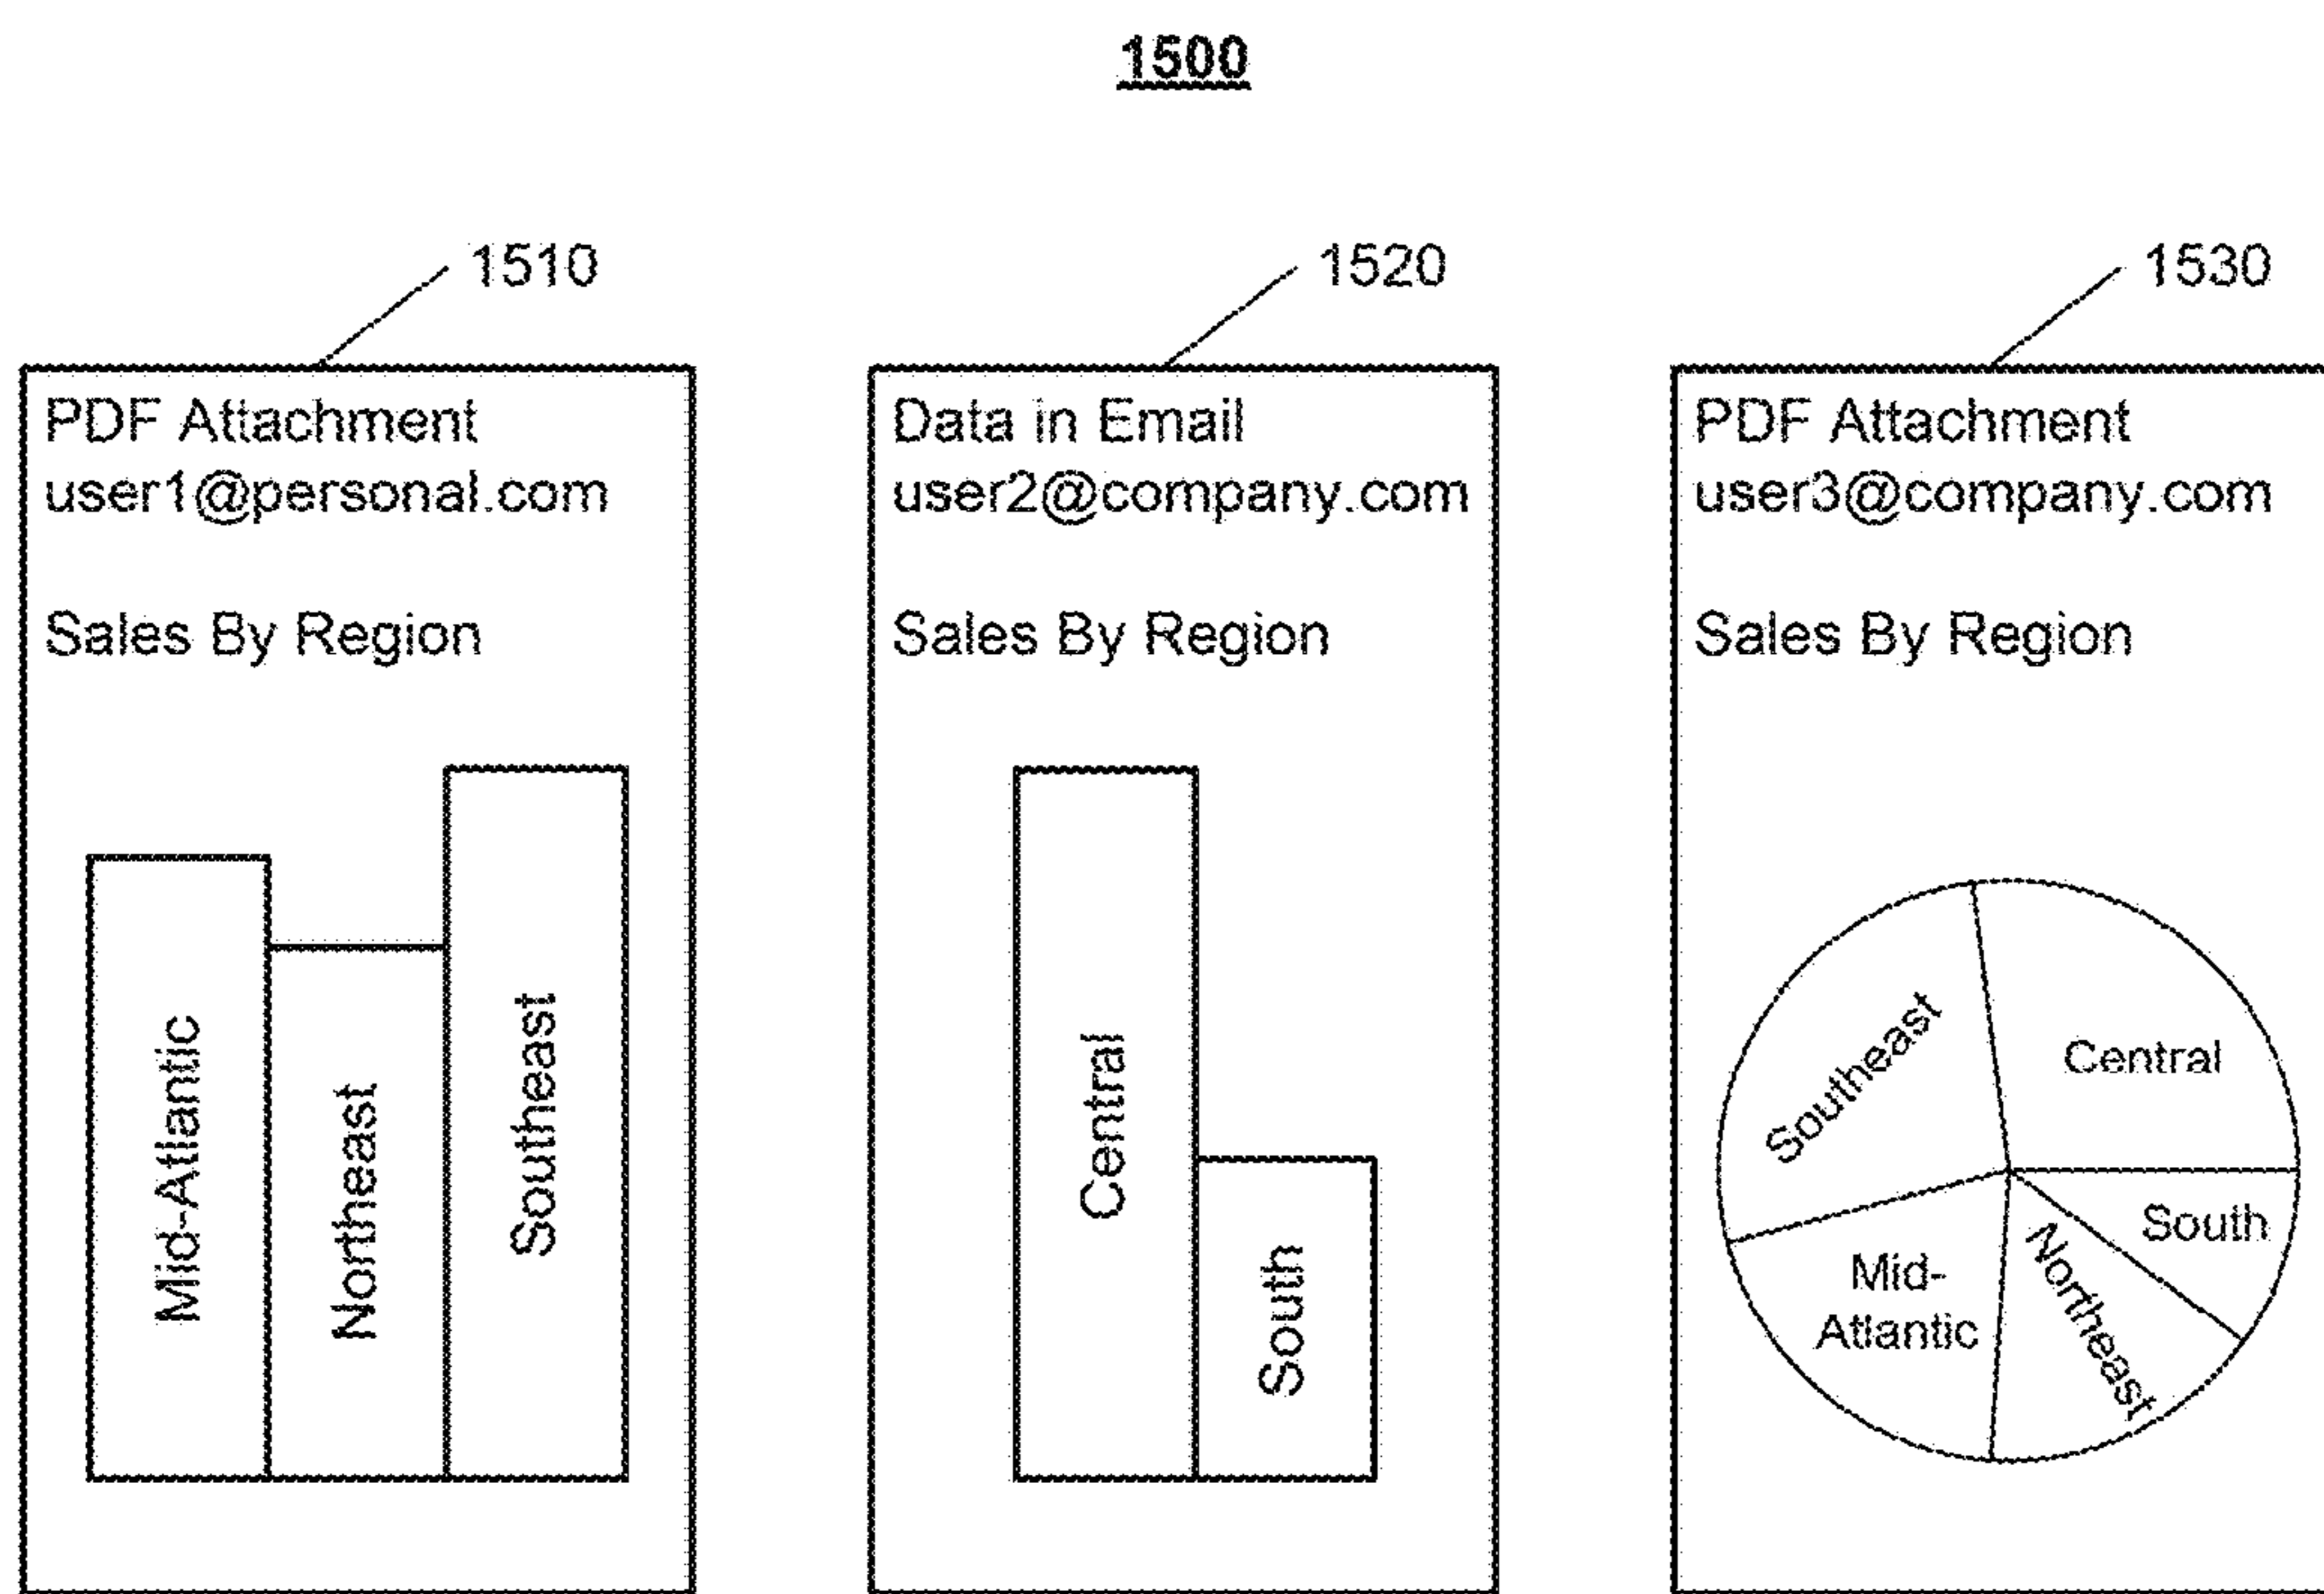 1500
1510
PDF Attachment
user1@personal.com
Sales By Region
Mid-Atlantic
Northeast
Southeast
1520
Data in Email
user2@company.com
Sales By Region
Central
South
1530
PDF Attachment
user3@company.com
Sales By Region
Southeast
Central
South
Mid-
Atlantic
Northeast